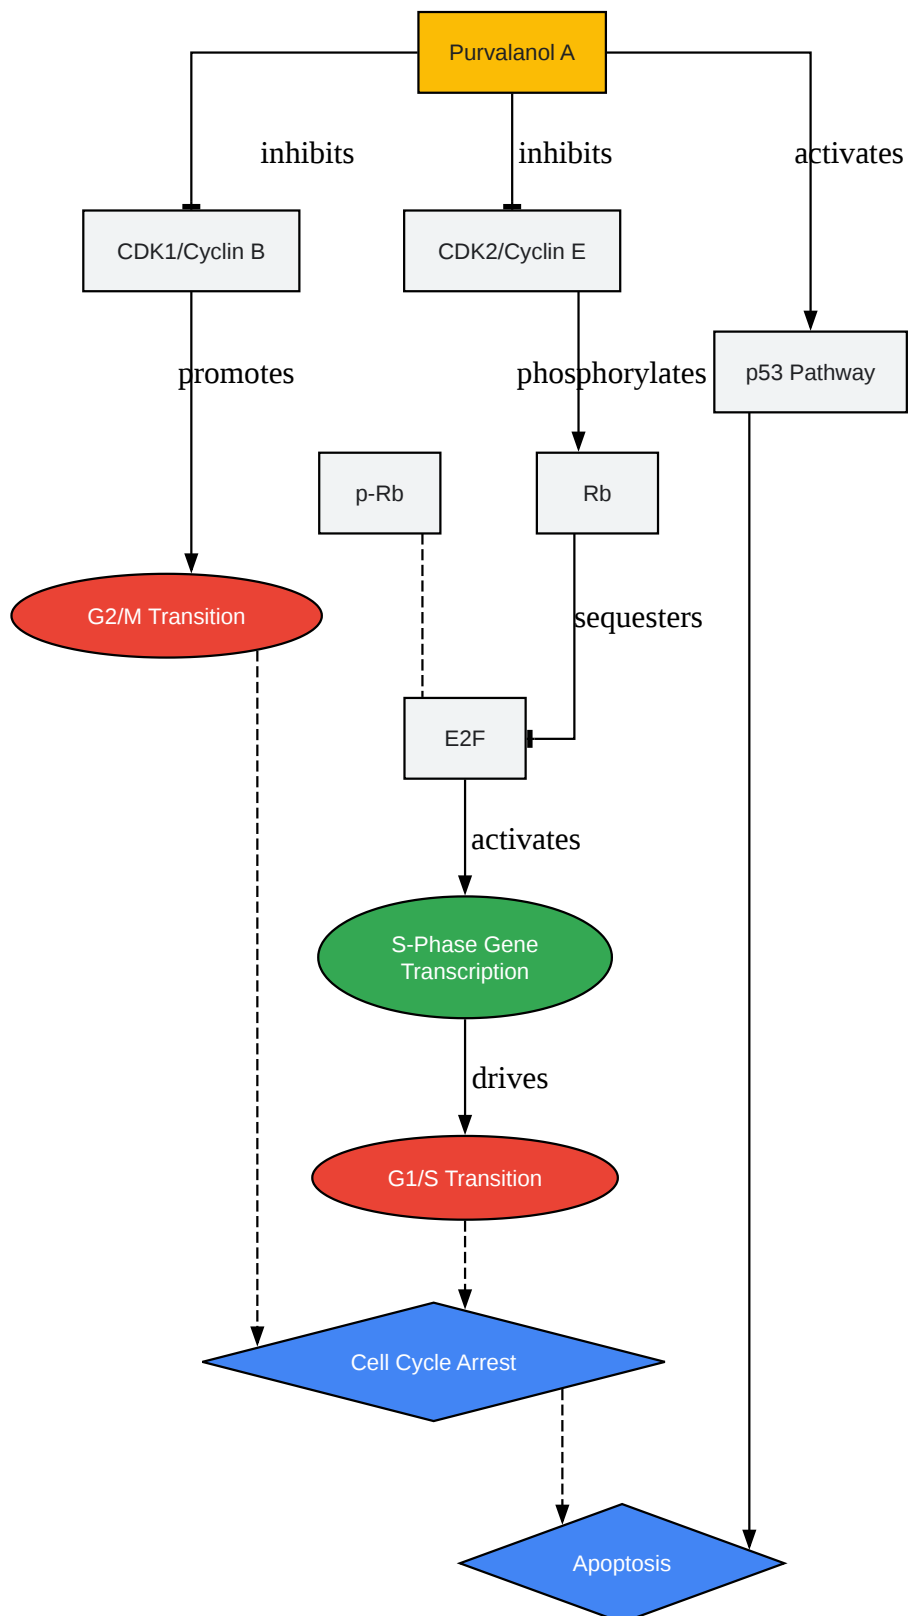 Purvalanol A
inhibits
inhibits
activates
CDK1/Cyclin B
CDK2/Cyclin E
promotes
phosphorylates
p53 Pathway
p-Rb
Rb
G2/M Transition
sequesters
E2F
activates
S-Phase Gene
Transcription
drives
G1/S Transition
Cell Cycle Arrest
Apoptosis